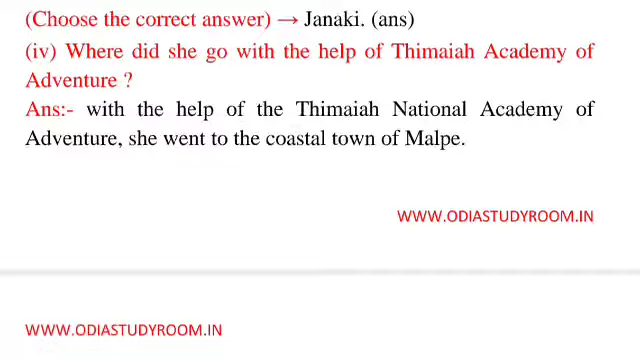 (Choose the correct answer) → Janaki. (ans)
(iv) Where did she go with the help of Thimaiah Academy of
Adventure ?
Ans:- with the help of the Thimaiah National Academy of
Adventure, she went to the coastal town of Malpe.
WWW.ODIASTUDYROOM.IN
WWW.ODIASTUDYROOM.IN